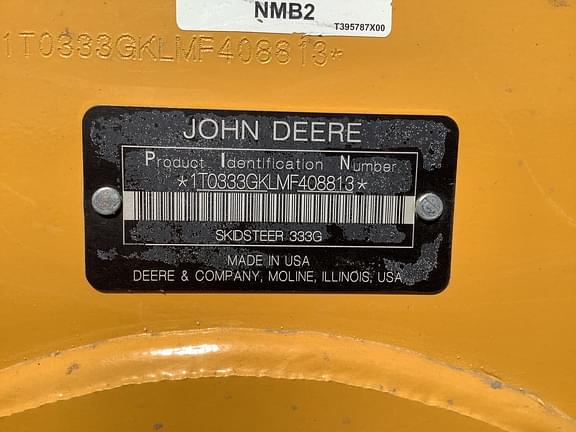 NMB2
T395787X00
1T0333GKLMF408813*
JOHN DEERE
Product Identification Number
*1T0333GKLMF408813*
SKIDSTEER 333G
MADE IN USA
DEERE & COMPANY, MOLINE, ILLINOIS, USA